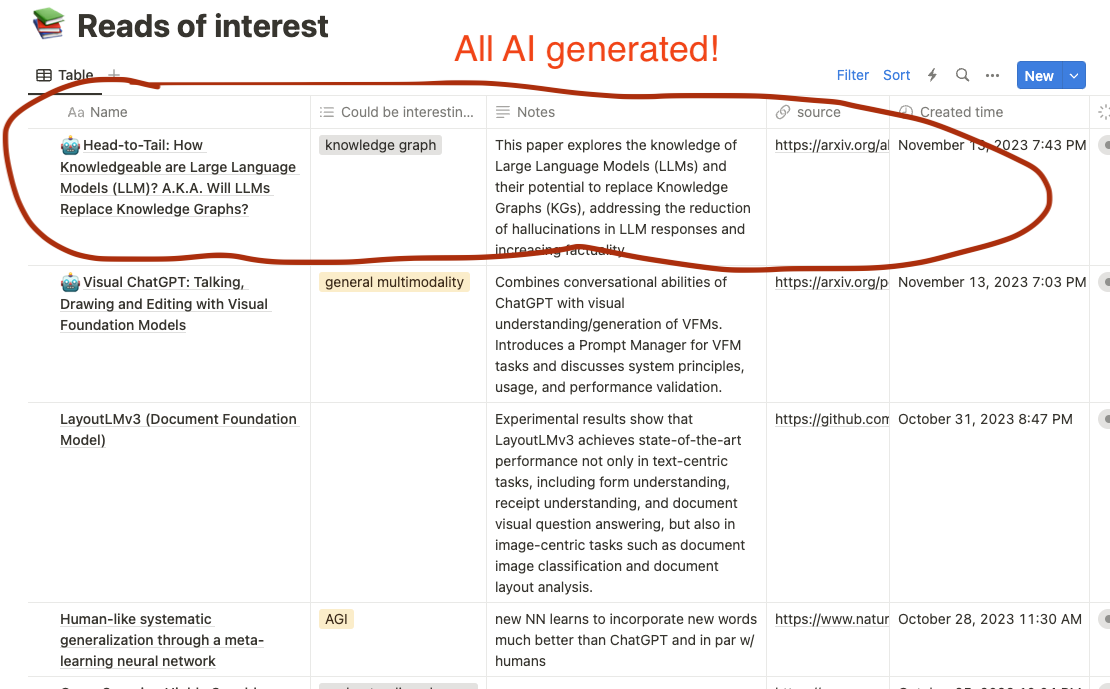 Reads of interest
All AI generated!
Table
Filter Sort New
Aa Name Could be interestin... Notes source Created time
Head-to-Tail: How
Knowledgeable are Large Language
Models (LLM)? A.K.A. Will LLMs
Replace Knowledge Graphs?
knowledge graph
This paper explores the knowledge of
Large Language Models (LLMs) and
their potential to replace Knowledge
Graphs (KGs), addressing the reduction
of hallucinations in LLM responses and
increasing factuality.
https://arxiv.org/al
November 13, 2023 7:43 PM
Visual ChatGPT: Talking,
Drawing and Editing with Visual
Foundation Models
general multimodality
Combines conversational abilities of
ChatGPT with visual
understanding/generation of VFMs.
Introduces a Prompt Manager for VFM
tasks and discusses system principles,
usage, and performance validation.
https://arxiv.org/p
November 13, 2023 7:03 PM
LayoutLMv3 (Document Foundation
Model)
Experimental results show that
LayoutLMv3 achieves state-of-the-art
performance not only in text-centric
tasks, including form understanding,
receipt understanding, and document
visual question answering, but also in
image-centric tasks such as document
image classification and document
layout analysis.
https://github.com
October 31, 2023 8:47 PM
Human-like systematic
generalization through a meta-
learning neural network
AGI
new NN learns to incorporate new words
much better than ChatGPT and in par w/
humans
https://www.natur
October 28, 2023 11:30 AM